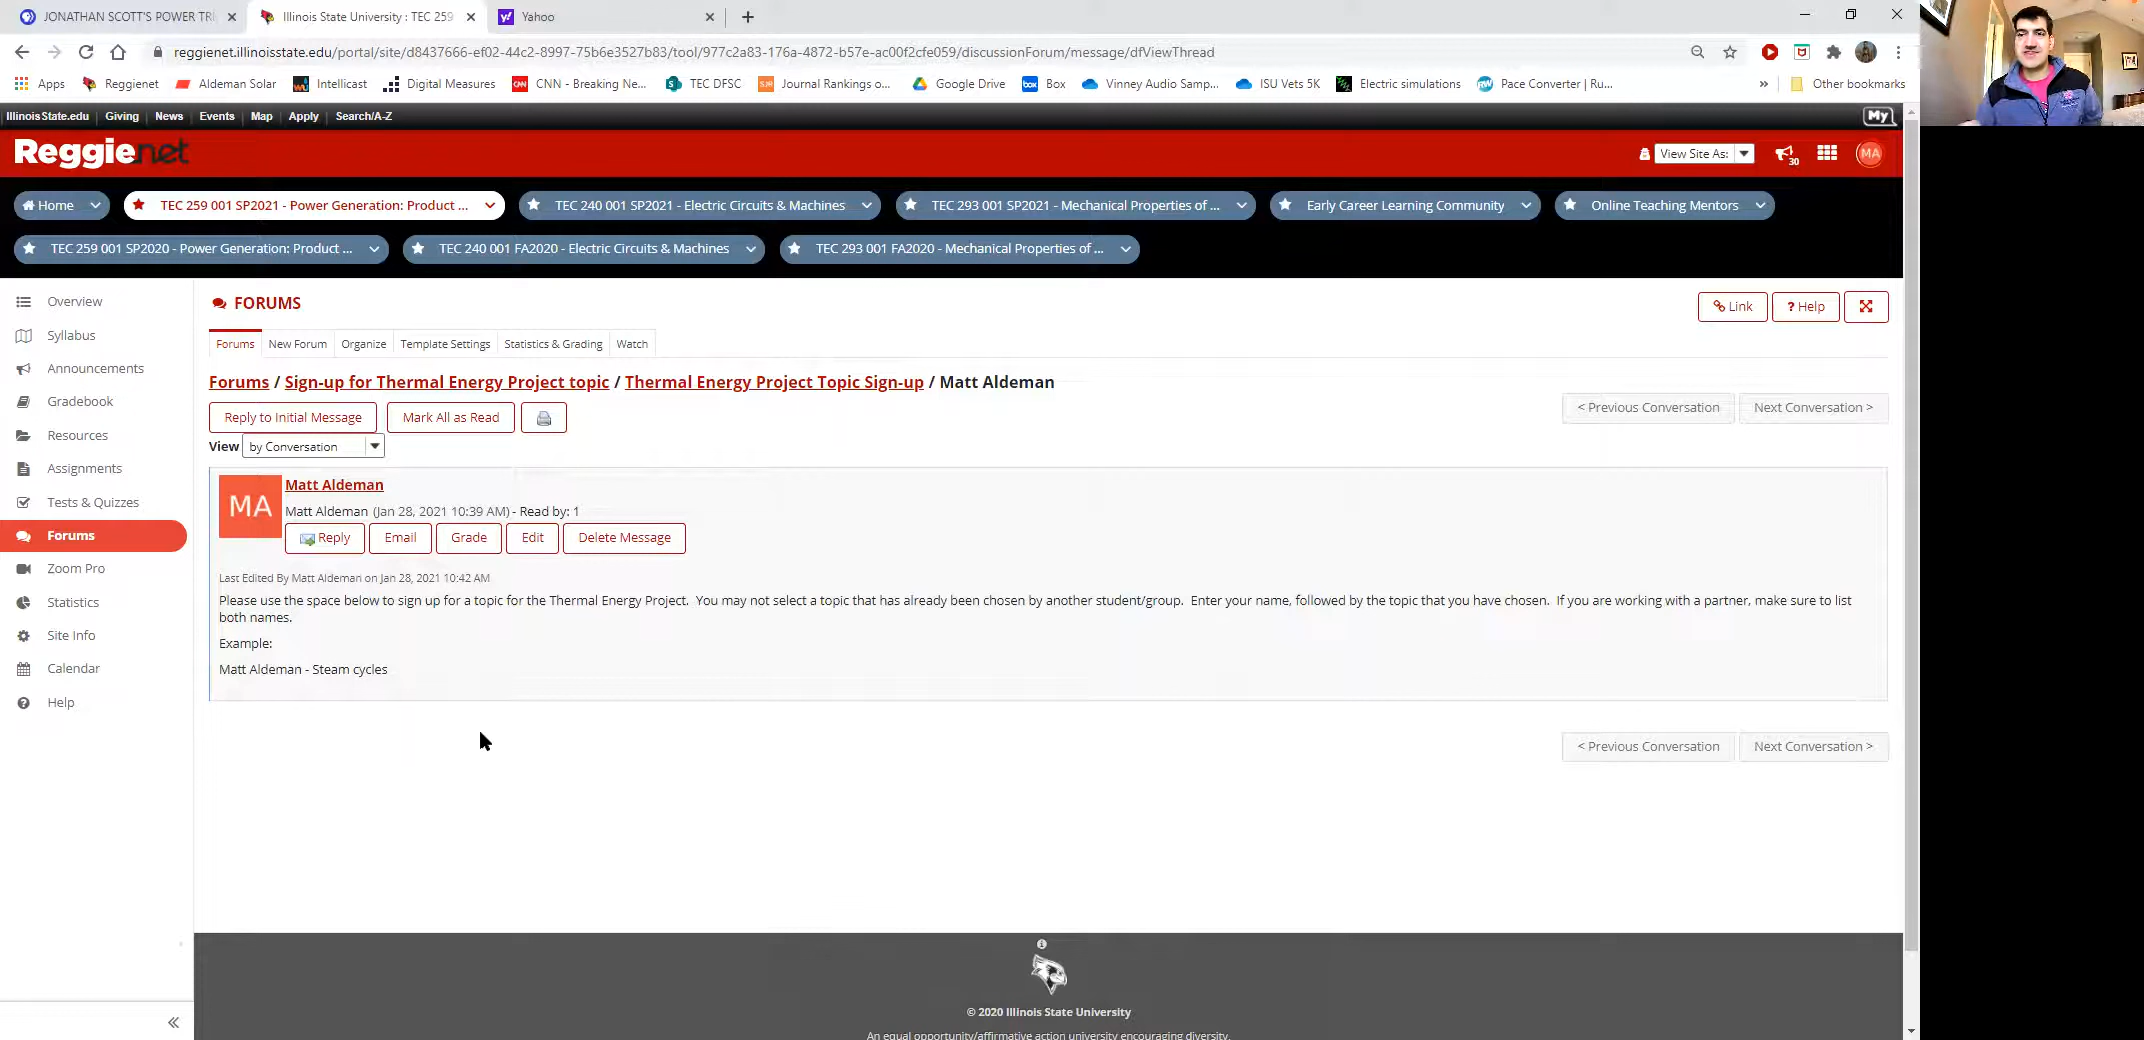 JONATHAN SCOTT'S POWER TRI
Illinois State University : TEC 259
Yahoo
reggienet.illinoisstate.edu/portal/site/d8437666-ef02-44c2-8997-75b6e3527b83/tool/977c2a83-176a-4872-b57e-ac00f2cfe059/discussionForum/message/dfViewThread
Apps Reggienet Aldeman Solar Intellicast Digital Measures CNN - Breaking Ne... TEC DFSC Journal Rankings o... Google Drive Box Vinney Audio Samp... ISU Vets 5K Electric simulations Pace Converter | Ru... » Other bookmarks
IllinoisState.edu Giving News Events Map Apply Search/A-Z My
Reggienet View Site As: 30 MA
Home TEC 259 001 SP2021 - Power Generation: Product ... TEC 240 001 SP2021 - Electric Circuits & Machines TEC 293 001 SP2021 - Mechanical Properties of ... Early Career Learning Community Online Teaching Mentors
TEC 259 001 SP2020 - Power Generation: Product ... TEC 240 001 FA2020 - Electric Circuits & Machines TEC 293 001 FA2020 - Mechanical Properties of ...
Overview
Syllabus
Announcements
Gradebook
Resources
Assignments
Tests & Quizzes
Forums
Zoom Pro
Statistics
Site Info
Calendar
Help
FORUMS
Link ? Help
Forums New Forum Organize Template Settings Statistics & Grading Watch
Forums / Sign-up for Thermal Energy Project topic / Thermal Energy Project Topic Sign-up / Matt Aldeman
Reply to Initial Message Mark All as Read
< Previous Conversation Next Conversation >
View by Conversation
MA
Matt Aldeman
Matt Aldeman (Jan 28, 2021 10:39 AM) - Read by: 1
Reply Email Grade Edit Delete Message
Last Edited By Matt Aldeman on Jan 28, 2021 10:42 AM
Please use the space below to sign up for a topic for the Thermal Energy Project. You may not select a topic that has already been chosen by another student/group. Enter your name, followed by the topic that you have chosen. If you are working with a partner, make sure to list
both names.
Example:
Matt Aldeman - Steam cycles
< Previous Conversation Next Conversation >
© 2020 Illinois State University
An equal opportunity/affirmative action university encouraging diversity.